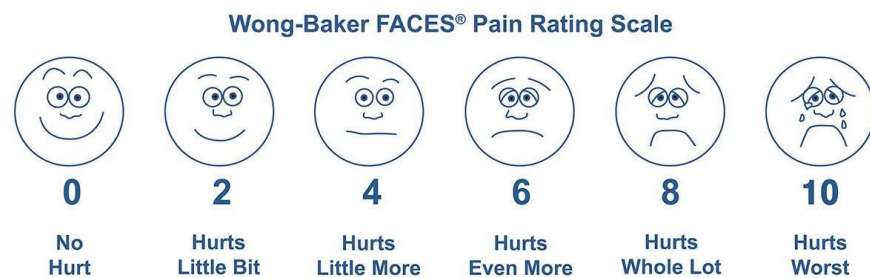 Wong-Baker FACES® Pain Rating Scale
0 2 4 6 8 10
No Hurts Hurts Hurts Hurts Hurts
Hurt Little Bit Little More Even More Whole Lot Worst